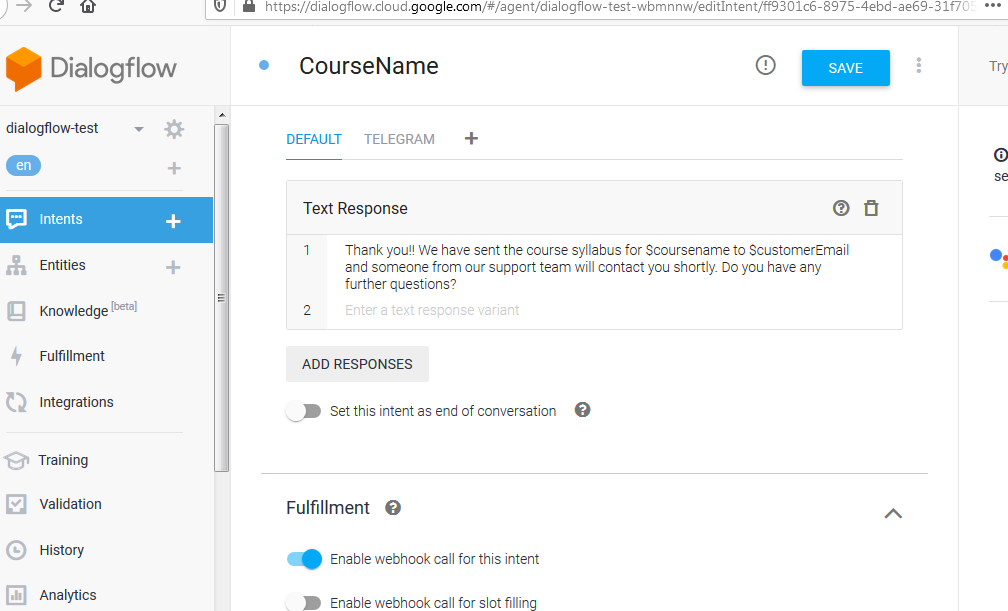 https://dialogflow.cloud.google.com/#/agent/dialogflow-test-wbmnnw/editIntent/ff9301c6-8975-4ebd-ae69-31f705
Dialogflow
CourseName
SAVE
Try
dialogflow-test
en
DEFAULT TELEGRAM
se
Intents
Entities
Knowledge [beta]
Fulfillment
Integrations
Training
Validation
History
Analytics
Text Response
1 Thank you!! We have sent the course syllabus for $coursename to $customerEmail
and someone from our support team will contact you shortly. Do you have any
further questions?
2 Enter a text response variant
ADD RESPONSES
Set this intent as end of conversation
Fulfillment
Enable webhook call for this intent
Enable webhook call for slot filling